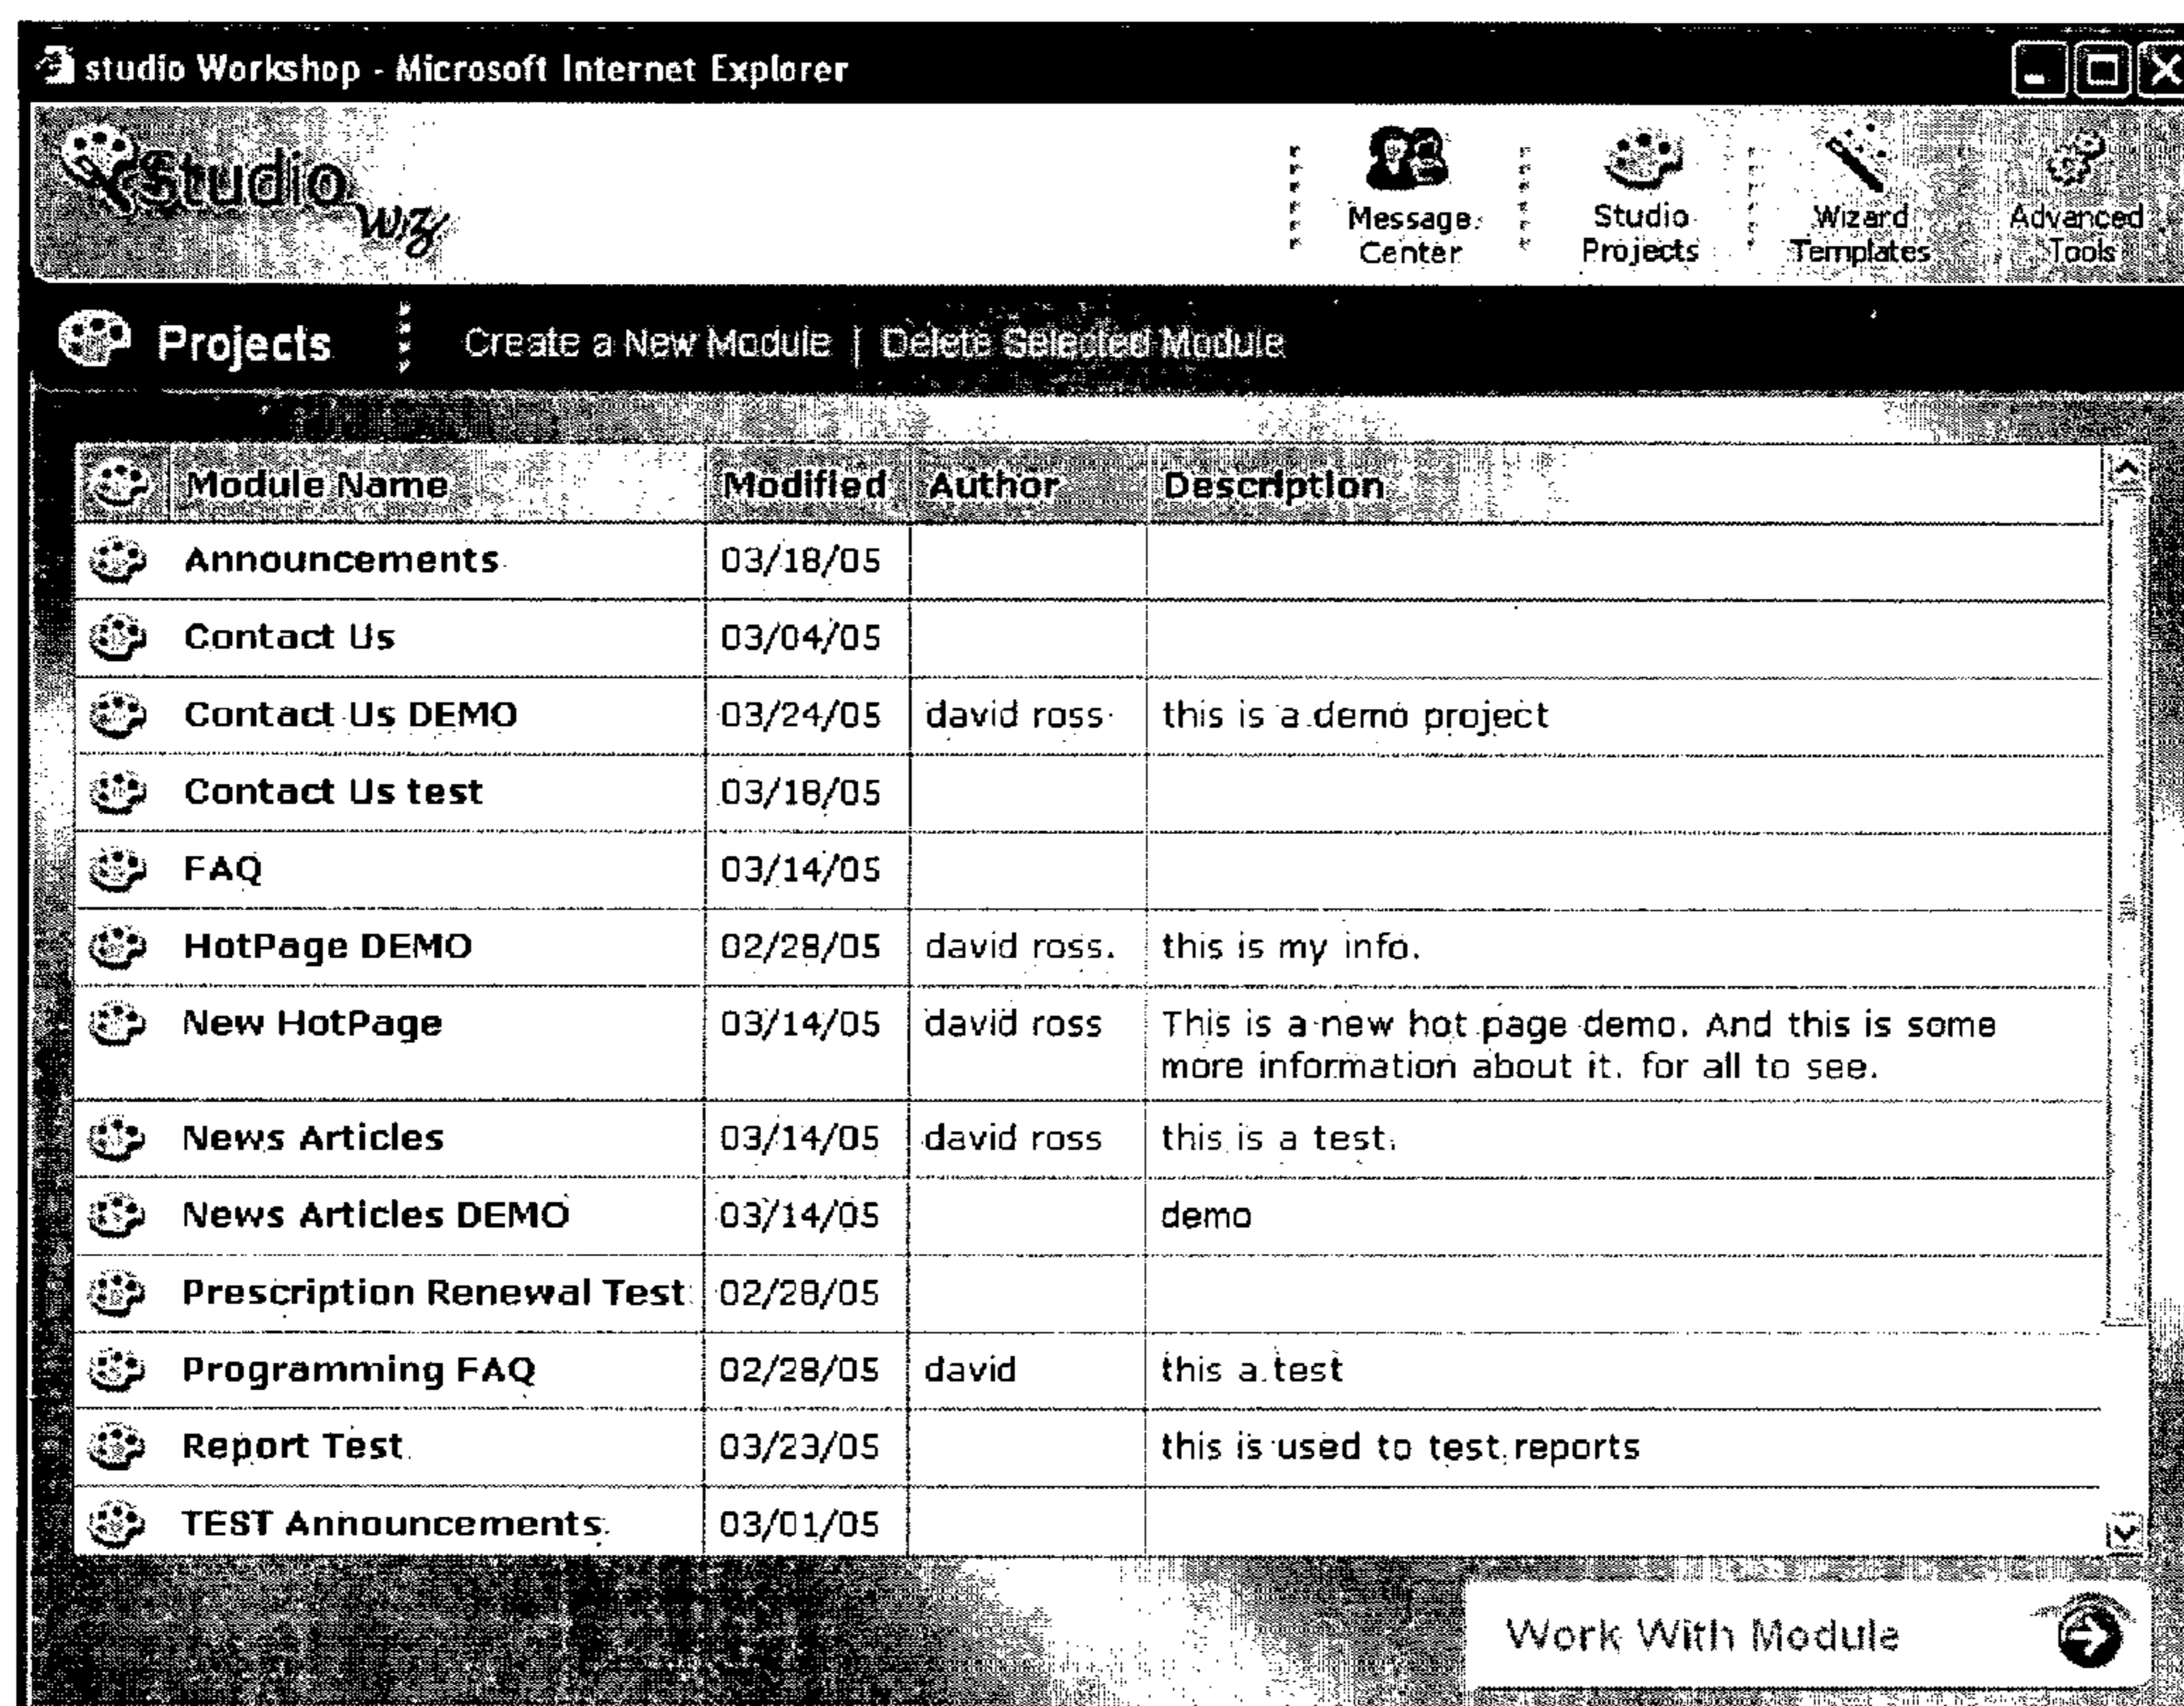 studio Workshop - Microsoft Internet Explorer
Studio wz
Message Center
Studio Projects
Wizard Templates
Advanced Tools
Projects Create a New Module | Delete Selected Module
Module Name Modified Author Description
Announcements 03/18/05
Contact Us 03/04/05
Contact Us DEMO 03/24/05 david ross this is a demo project
Contact Us test 03/18/05
FAQ 03/14/05
HotPage DEMO 02/28/05 david ross. this is my info.
New HotPage 03/14/05 david ross This is a new hot page demo. And this is some
more information about it. for all to see.
News Articles 03/14/05 david ross this is a test.
News Articles DEMO 03/14/05 demo
Prescription Renewal Test 02/28/05
Programming FAQ 02/28/05 david this a test
Report Test 03/23/05 this is used to test reports
TEST Announcements 03/01/05
Work With Module